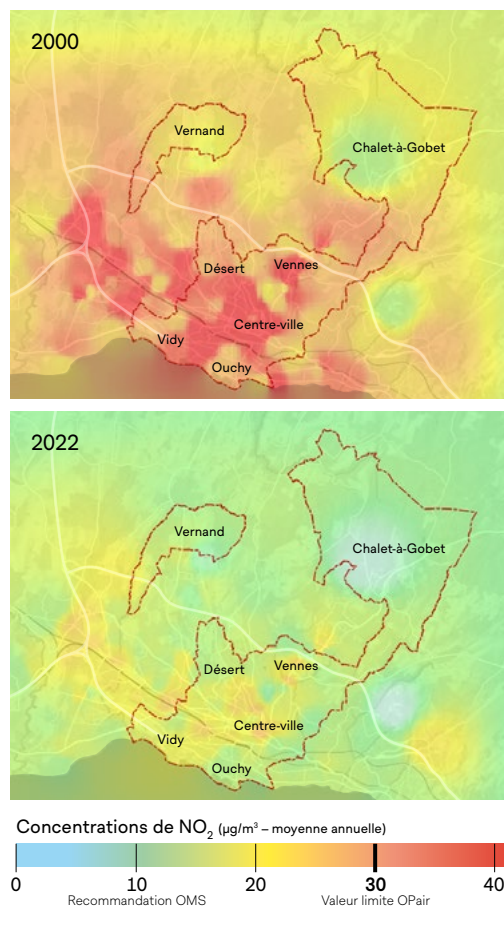 2000
Vernand
Chalet-à-Gobet
Désert
Vennes
Centre-ville
Vidy
Ouchy
2022
Vernand
Chalet-à-Gobet
Désert
Vennes
Centre-ville
Vidy
Ouchy
Concentrations de NO₂ (µg/m³ – moyenne annuelle)
0 10 20 30 40
Recommandation OMS Valeur limite OPair